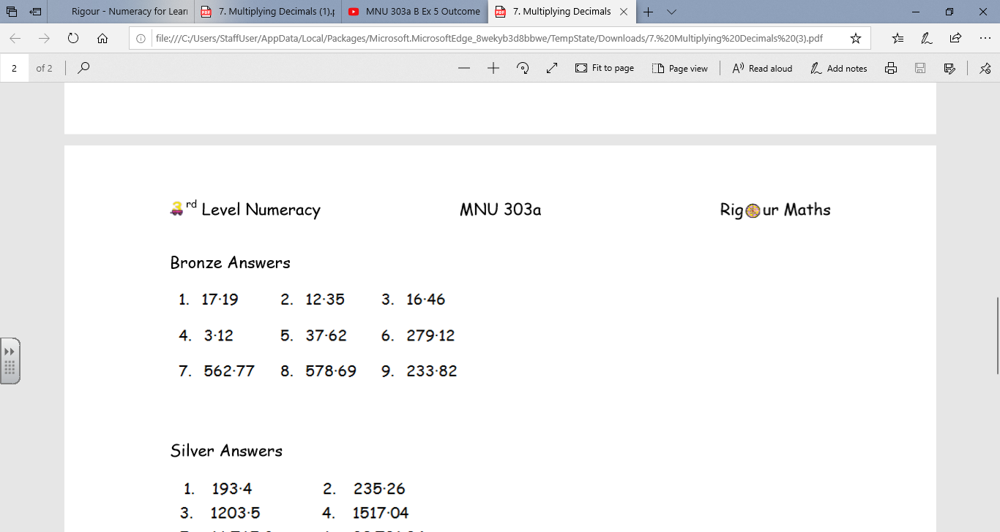 Rigour - Numeracy for Lear 7. Multiplying Decimals (1).p MNU 303a B Ex 5 Outcome 7. Multiplying Decimals
file:///C:/Users/StaffUser/AppData/Local/Packages/Microsoft.MicrosoftEdge_8wekyb3d8bbwe/TempState/Downloads/7.%20Multiplying%20Decimals%20(3).pdf
2 of 2 Fit to page Page view Read aloud Add notes
3rd Level Numeracy MNU 303a Rigour Maths
Bronze Answers
1. 17·19 2. 12·35 3. 16·46
4. 3·12 5. 37·62 6. 279·12
7. 562·77 8. 578·69 9. 233·82
Silver Answers
1. 193·4 2. 235·26
3. 1203·5 4. 1517·04